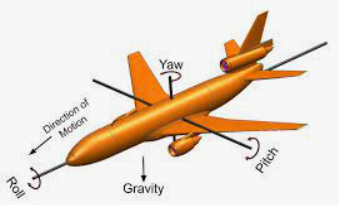 Yaw
Direction of
Motion
Roll
Gravity
Pitch